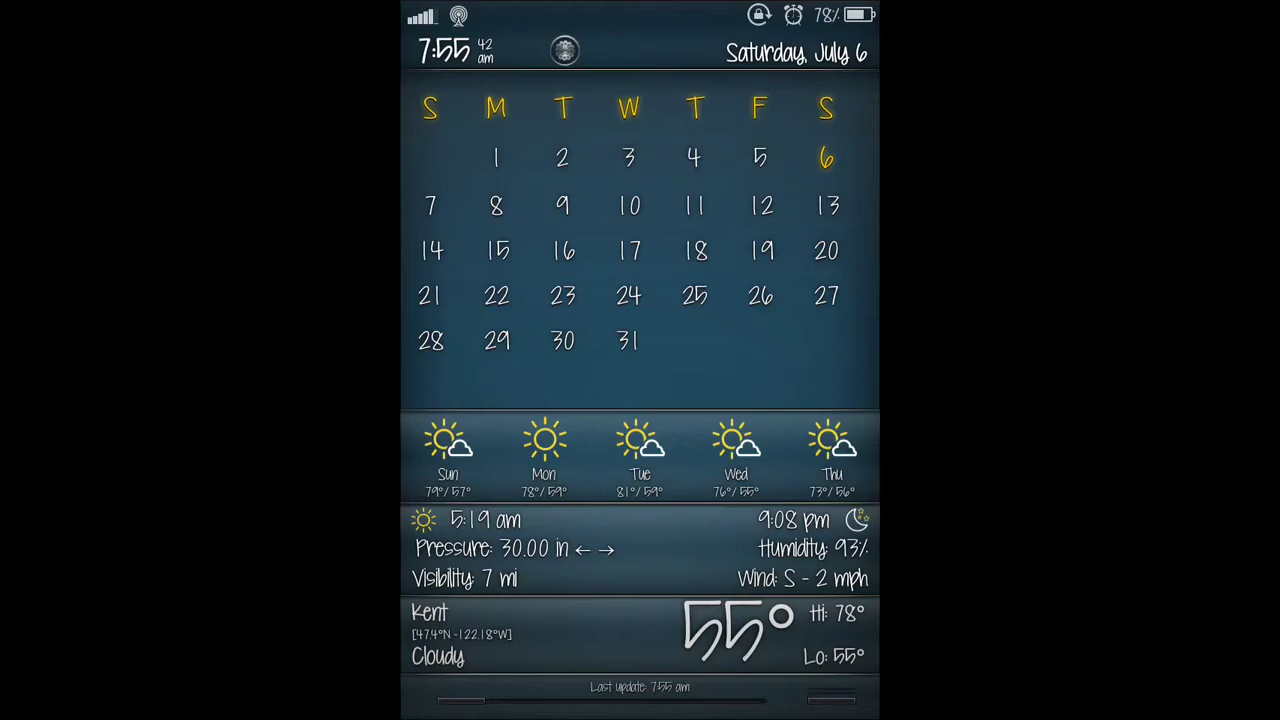 78%
7:55 42 am Saturday, July 6
S M T W T F S
1 2 3 4 5 6
7 8 9 10 11 12 13
14 15 16 17 18 19 20
21 22 23 24 25 26 27
28 29 30 31
Sun Mon Tue Wed Thu
79°/57° 78°/59° 81°/59° 76°/55° 73°/56°
5:19 am 9:08 pm
Pressure: 30.00 in ← → Humidity: 93%
Visibility: 7 mi Wind: S - 2 mph
Kent 55° Hi: 78°
[47.4°N -122.18°W]
Cloudy Lo: 55°
Last update: 7:55 am